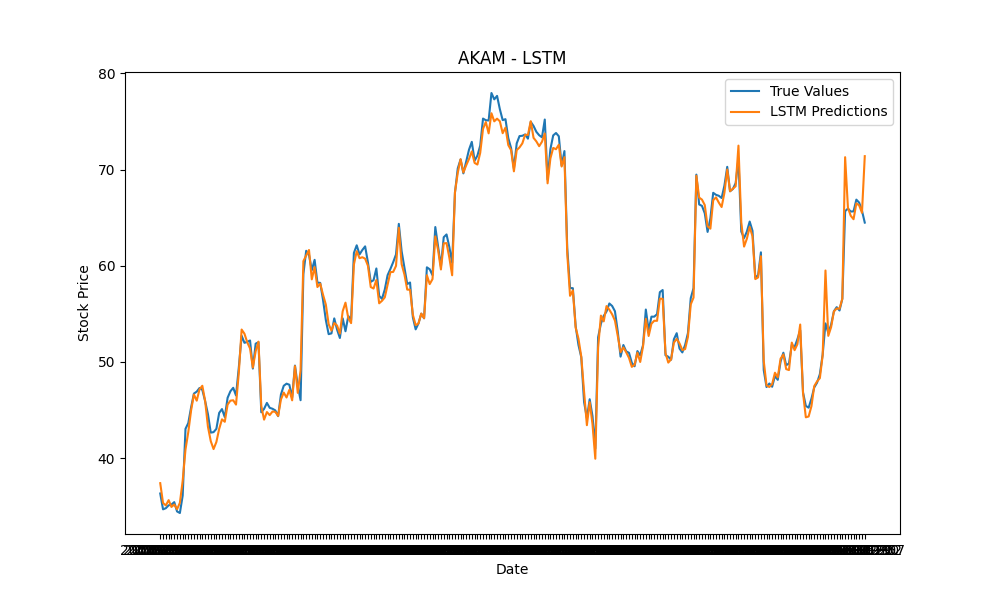 AKAM - LSTM
True Values
LSTM Predictions
80
70
60
50
40
Stock Price
Date